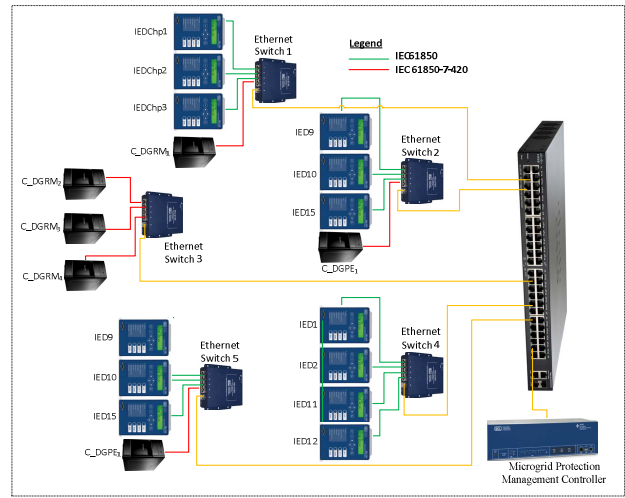 IEDChp1
IEDChp2
IEDChp3
C_DGRM1
Ethernet
Switch 1
Legend
IEC61850
IEC 61850-7-420
IED9
IED10
IED15
C_DGPE1
Ethernet
Switch 2
C_DGRM2
C_DGRM3
C_DGRM4
Ethernet
Switch 3
IED9
IED10
IED15
C_DGPE1
Ethernet
Switch 5
IED1
IED2
IED11
IED12
Ethernet
Switch 4
Microgrid Protection
Management Controller